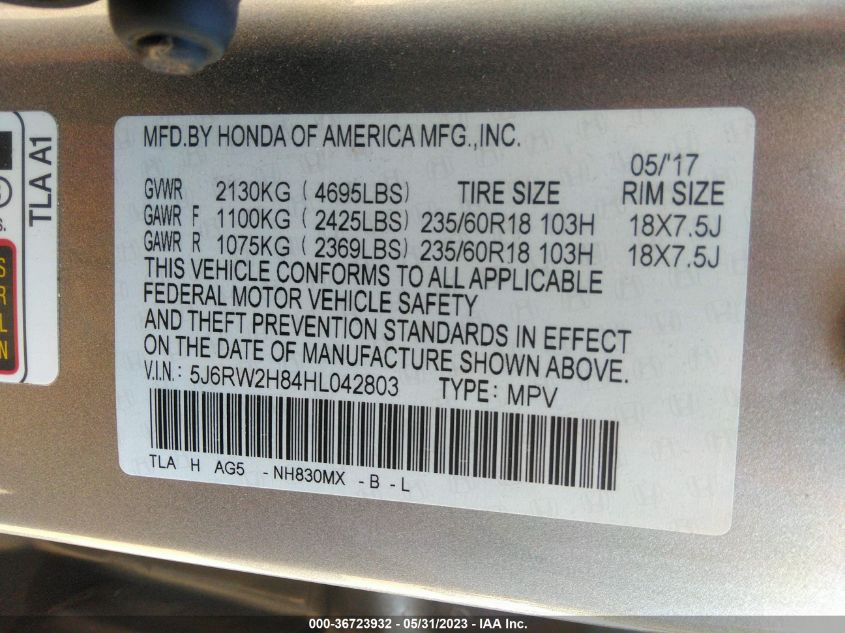 TLA A1
S.
S
R
L
N
MFD.BY HONDA OF AMERICA MFG.,INC.
05/'17
GVWR 2130KG (4695LBS) TIRE SIZE RIM SIZE
GAWR F 1100KG (2425LBS) 235/60R18 103H 18X7.5J
GAWR R 1075KG (2369LBS) 235/60R18 103H 18X7.5J
THIS VEHICLE CONFORMS TO ALL APPLICABLE
FEDERAL MOTOR VEHICLE SAFETY
AND THEFT PREVENTION STANDARDS IN EFFECT
ON THE DATE OF MANUFACTURE SHOWN ABOVE.
V.I.N: 5J6RW2H84HL042803 TYPE: MPV
TLA H AG5 -NH830MX -B -L
000-36723932 - 05/31/2023 - IAA Inc.